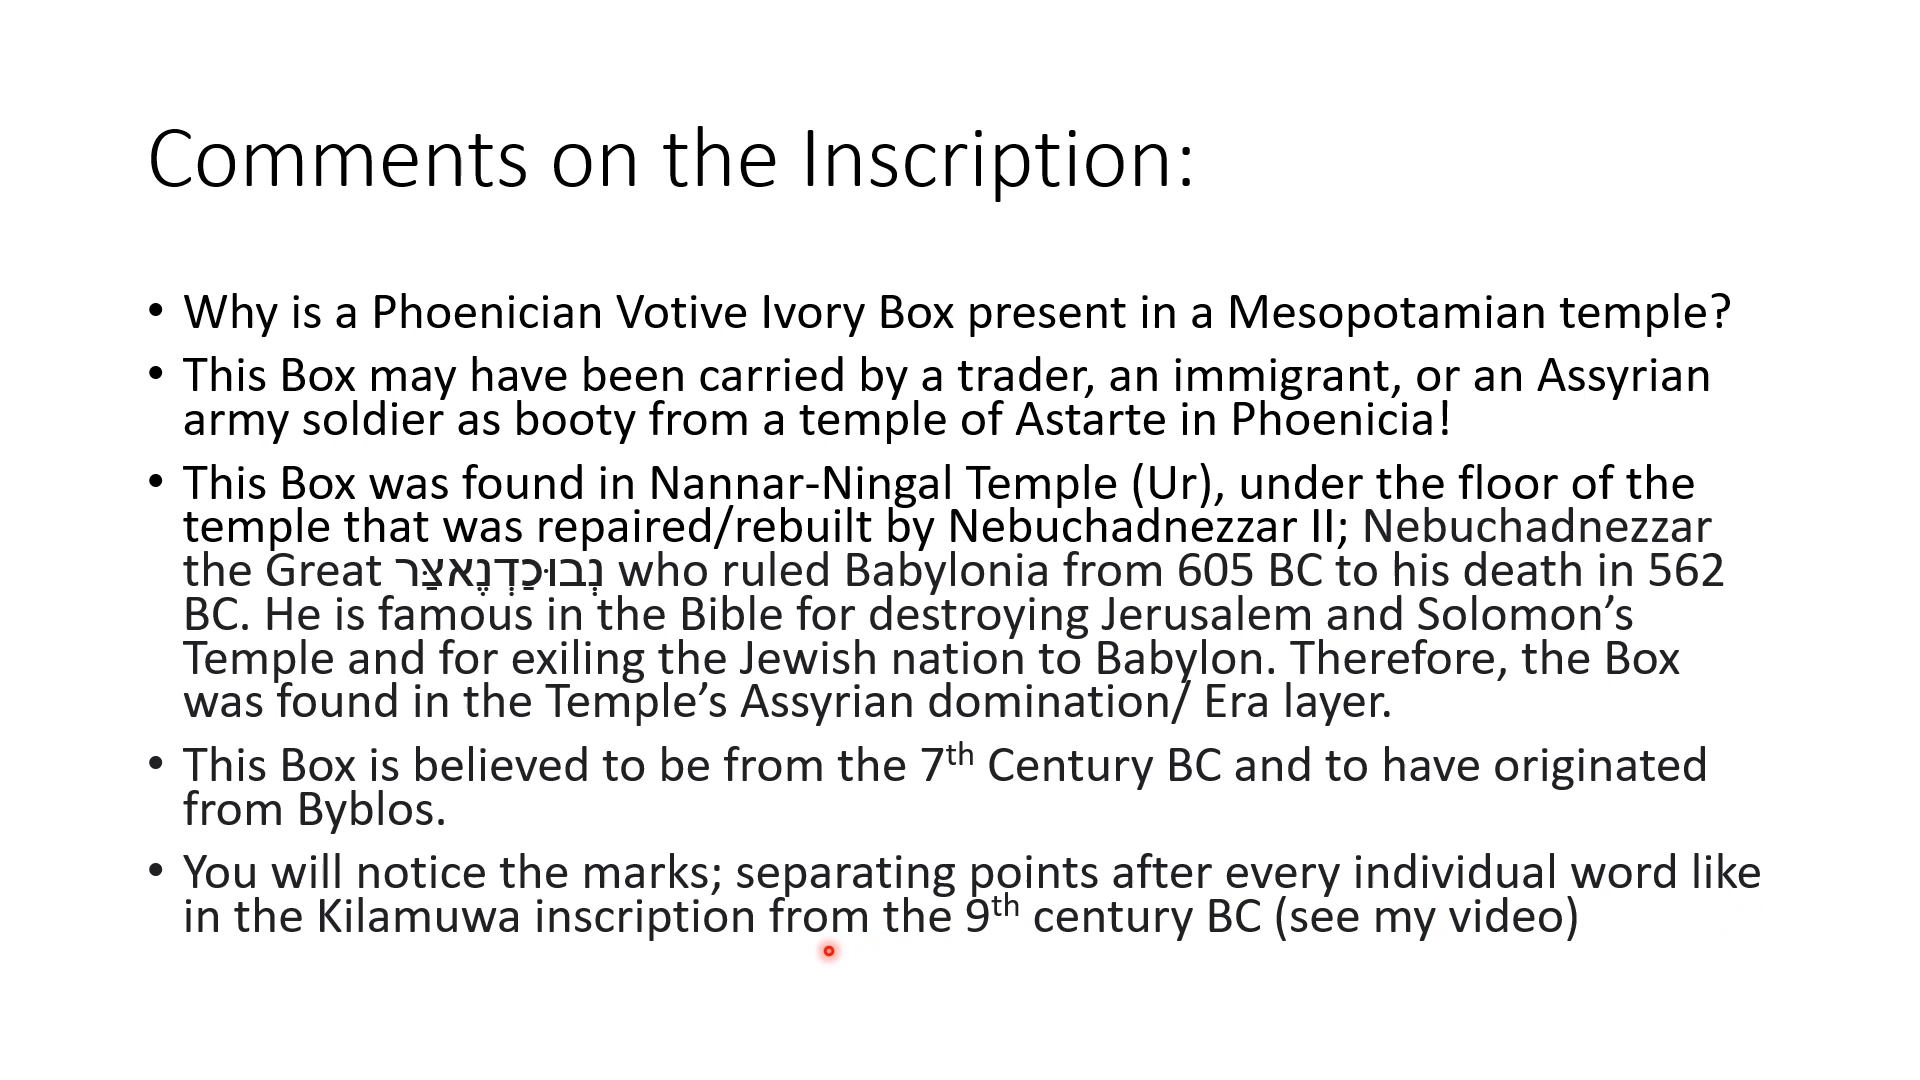 Comments on the Inscription:
• Why is a Phoenician Votive Ivory Box present in a Mesopotamian temple?
• This Box may have been carried by a trader, an immigrant, or an Assyrian
army soldier as booty from a temple of Astarte in Phoenicia!
• This Box was found in Nannar-Ningal Temple (Ur), under the floor of the
temple that was repaired/rebuilt by Nebuchadnezzar II; Nebuchadnezzar
the Great נְבוּכַדְנֶאצַּר who ruled Babylonia from 605 BC to his death in 562
BC. He is famous in the Bible for destroying Jerusalem and Solomon’s
Temple and for exiling the Jewish nation to Babylon. Therefore, the Box
was found in the Temple’s Assyrian domination/ Era layer.
• This Box is believed to be from the 7th Century BC and to have originated
from Byblos.
• You will notice the marks; separating points after every individual word like
in the Kilamuwa inscription from the 9th century BC (see my video)